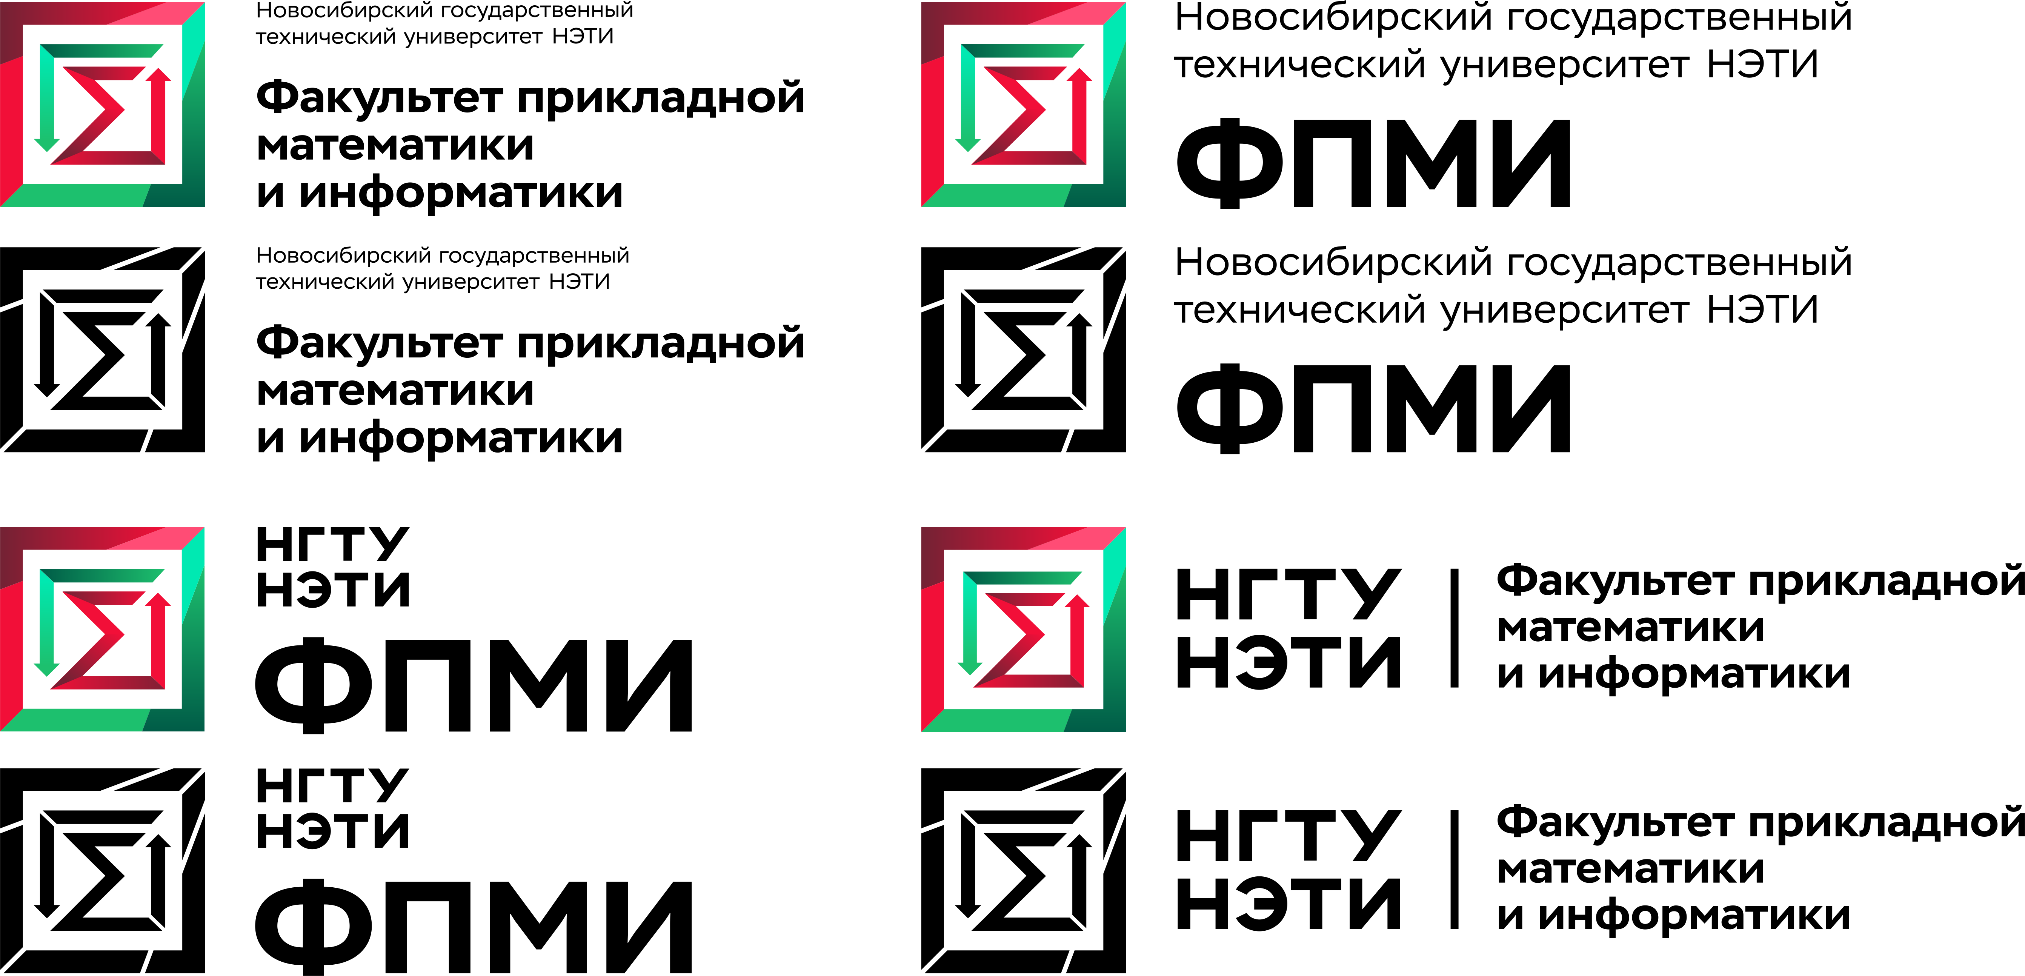 Новосибирский государственный
технический университет НЭТИ
Факультет прикладной
математики
и информатики
Новосибирский государственный
технический университет НЭТИ
ФПМИ
Новосибирский государственный
технический университет НЭТИ
Факультет прикладной
математики
и информатики
Новосибирский государственный
технический университет НЭТИ
ФПМИ
НГТУ
НЭТИ
ФПМИ
НГТУ
НЭТИ
Факультет прикладной
математики
и информатики
НГТУ
НЭТИ
ФПМИ
НГТУ
НЭТИ
Факультет прикладной
математики
и информатики